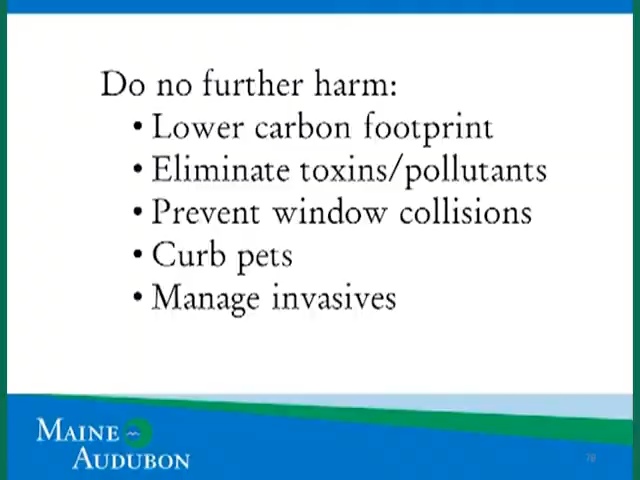 Do no further harm:
• Lower carbon footprint
• Eliminate toxins/pollutants
• Prevent window collisions
• Curb pets
• Manage invasives
MAINE
AUDUBON